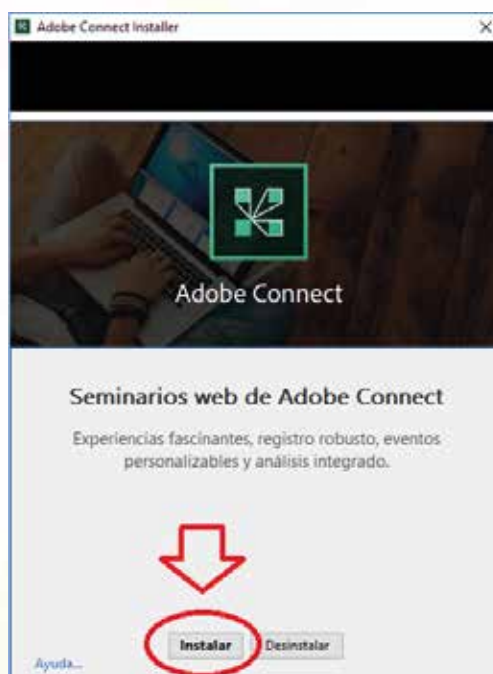 Adobe Connect Installer
Adobe Connect
Seminarios web de Adobe Connect
Experiencias fascinantes, registro robusto, eventos
personalizables y análisis integrado.
Instalar
Desinstalar
Ayuda...